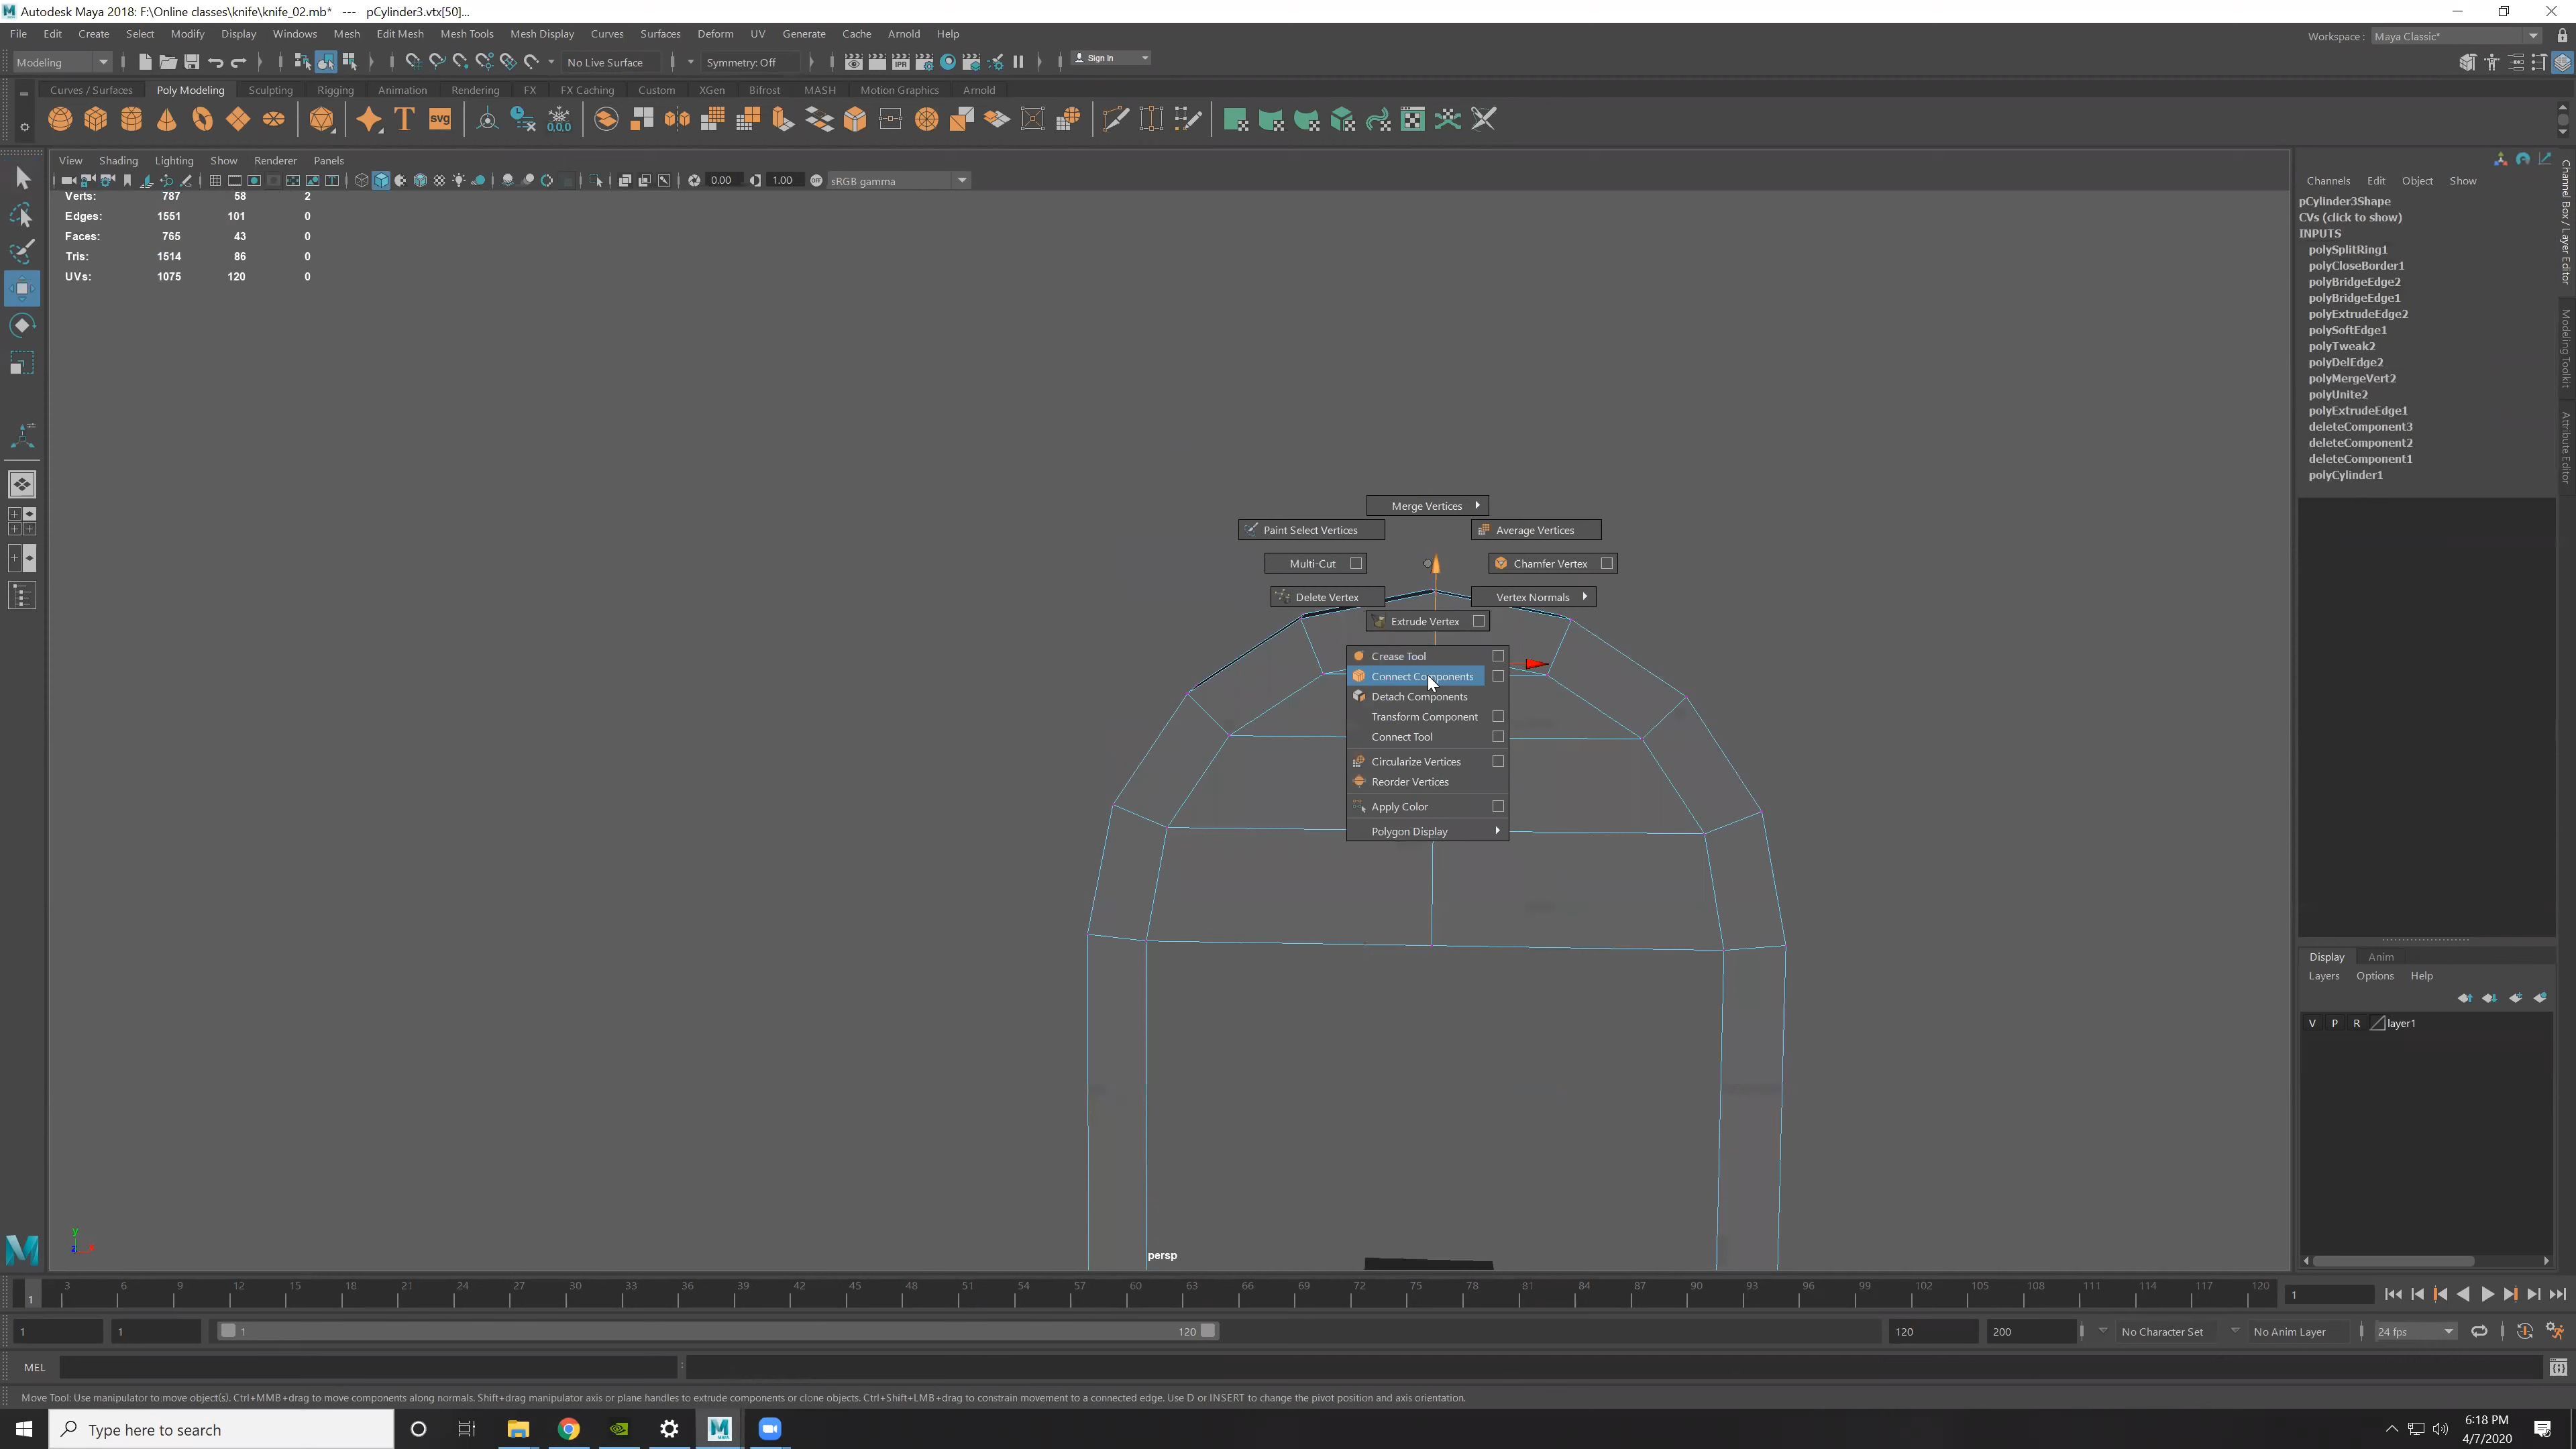 Autodesk Maya 2018: F:\Online classes\knife\knife_02.mb* --- pCylinder3.vtx[50]...
File Edit Create Select Modify Display Windows Mesh Edit Mesh Mesh Tools Mesh Display Curves Surfaces Deform UV Generate Cache Arnold Help
Workspace : Maya Classic*
Modeling No Live Surface Symmetry: Off IPR Sign In
Curves / Surfaces Poly Modeling Sculpting Rigging Animation Rendering FX FX Caching Custom XGen Bifrost MASH Motion Graphics Arnold
T SVG 0,0,0
View Shading Lighting Show Renderer Panels
0.00 1.00 sRGB gamma
Verts: 787 58 2
Edges: 1551 101 0
Faces: 765 43 0
Tris: 1514 86 0
UVs: 1075 120 0
Merge Vertices
Paint Select Vertices Average Vertices
Multi-Cut Chamfer Vertex
Delete Vertex Vertex Normals
Extrude Vertex
Crease Tool
Connect Components
Detach Components
Transform Component
Connect Tool
Circularize Vertices
Reorder Vertices
Apply Color
Polygon Display
persp
y
Channels Edit Object Show
pCylinder3Shape
CVs (click to show)
INPUTS
polySplitRing1
polyCloseBorder1
polyBridgeEdge2
polyBridgeEdge1
polyExtrudeEdge2
polySoftEdge1
polyTweak2
polyDelEdge2
polyMergeVert2
polyUnite2
polyExtrudeEdge1
deleteComponent3
deleteComponent2
deleteComponent1
polyCylinder1
Channel Box / Layer Editor
Modeling Toolkit
Attribute Editor
Display Anim
Layers Options Help
V P R layer1
1 3 6 9 12 15 18 21 24 27 30 33 36 39 42 45 48 51 54 57 60 63 66 69 72 75 78 81 84 87 90 93 96 99 102 105 108 111 114 117 120 1
1 1 1 120 120 200 No Character Set No Anim Layer 24 fps
MEL
Move Tool: Use manipulator to move object(s). Ctrl+MMB+drag to move components along normals. Shift+drag manipulator axis or plane handles to extrude components or clone objects. Ctrl+Shift+LMB+drag to constrain movement to a connected edge. Use D or INSERT to change the pivot position and axis orientation.
Type here to search
6:18 PM
4/7/2020